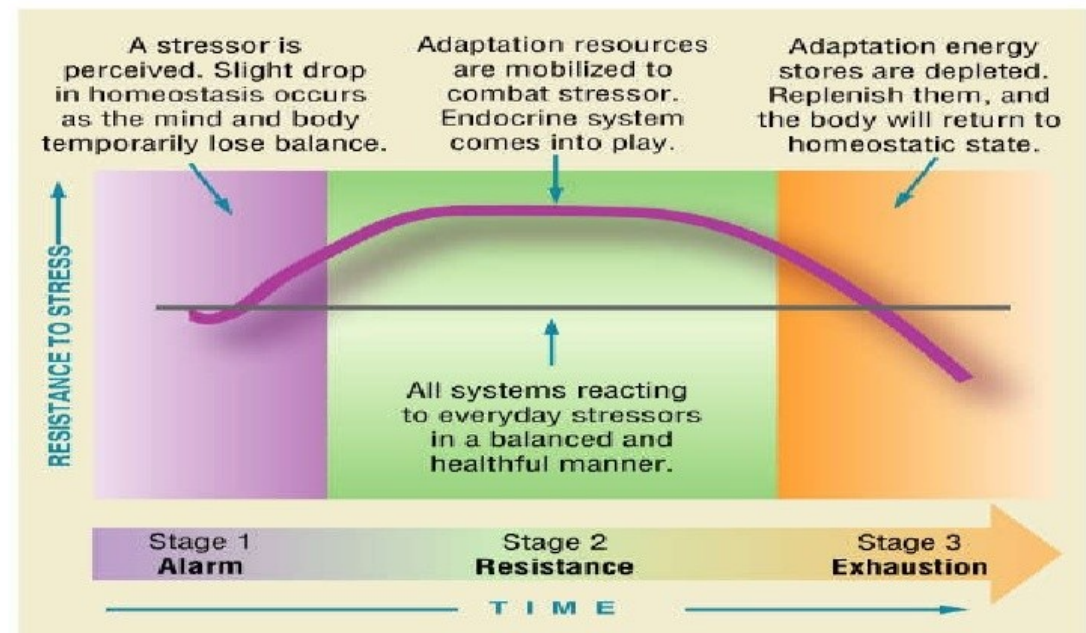 A stressor is
perceived. Slight drop
in homeostasis occurs
as the mind and body
temporarily lose balance.
Adaptation resources
are mobilized to
combat stressor.
Endocrine system
comes into play.
Adaptation energy
stores are depleted.
Replenish them, and
the body will return to
homeostatic state.
RESISTANCE TO STRESS
All systems reacting
to everyday stressors
in a balanced and
healthful manner.
Stage 1
Alarm
Stage 2
Resistance
Stage 3
Exhaustion
TIME